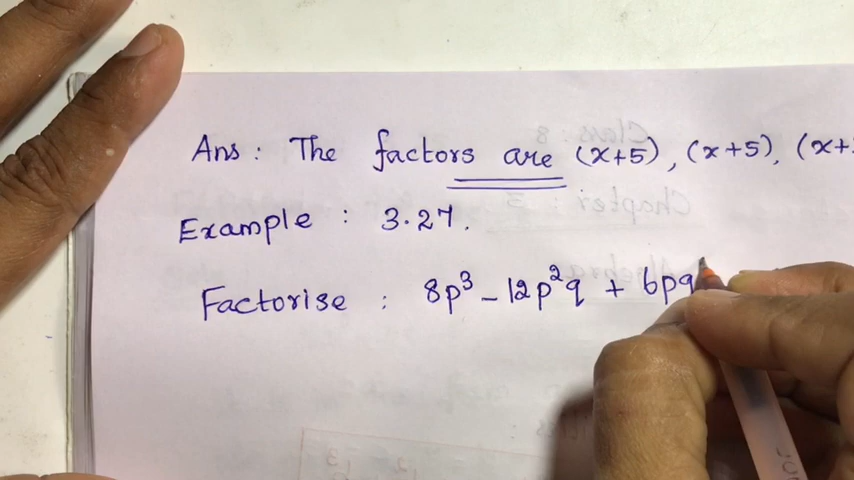 Ans : The factors are (x+5), (x+5), (x+
Example : 3.27.
Factorise : 8p³ - 12p²q + 6pq